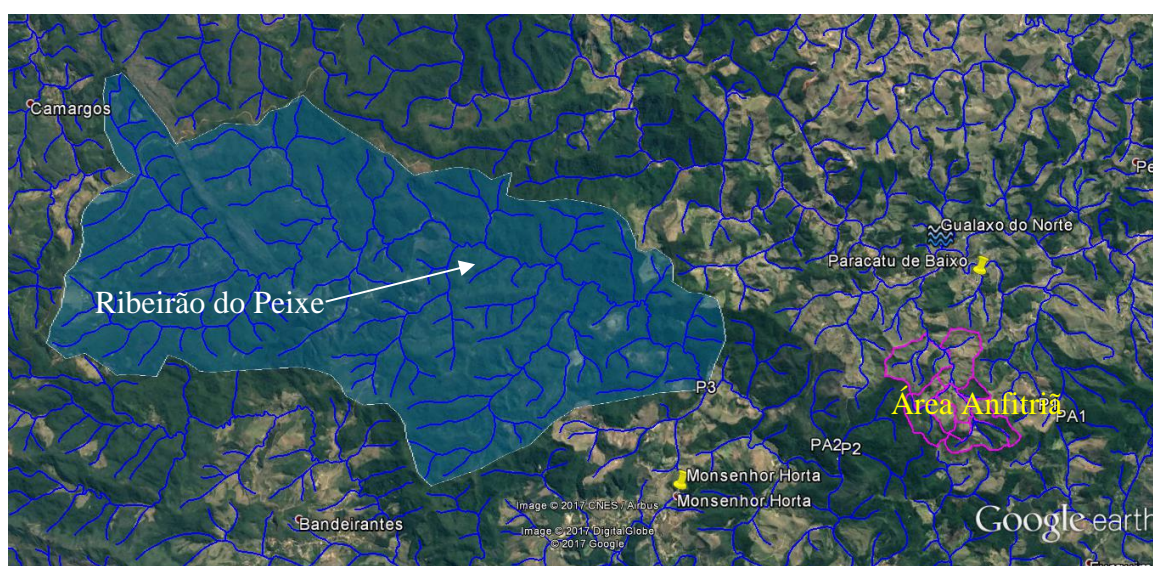 Camargos
Pe
Gualaxo do Norte
Paracatu de Baixo
Ribeirão do Peixe
P3
Área Anfitriã
PA1
PA2
P2
Monsenhor Horta
Monsenhor Horta
Image © 2017 CNES / Airbus
Bandeirantes
Image © 2017 DigitalGlobe
© 2017 Google
Google earth